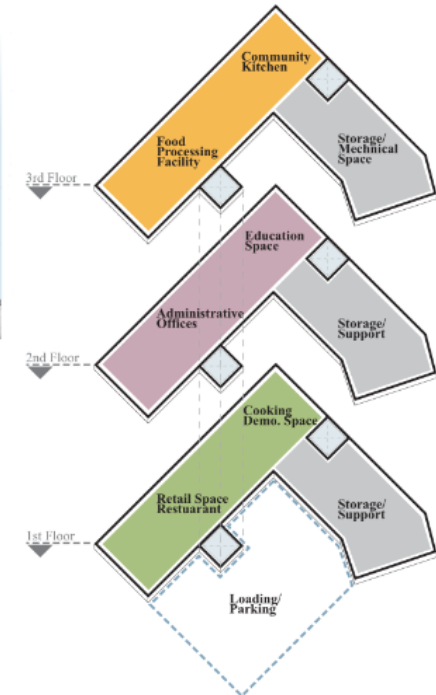 Community
Kitchen
Food
Processing
Facility
Storage/
Mechnical
Space
3rd Floor
Education
Space
Administrative
Offices
Storage/
Support
2nd Floor
Cooking
Demo. Space
Retail Space
Restuarant
Storage/
Support
1st Floor
Loading/
Parking